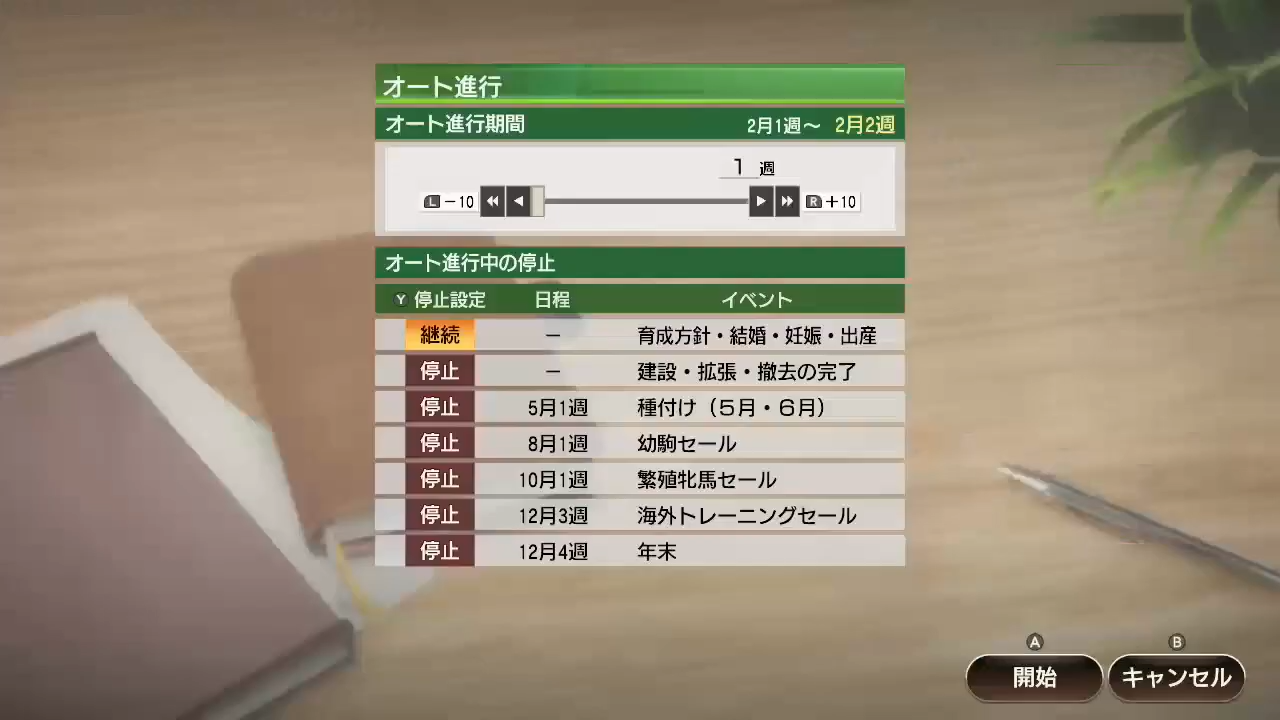 オート進行
オート進行期間 2月1週～ 2月2週
1 週
L －10 R ＋10
オート進行中の停止
Y 停止設定 日程 イベント
継続 － 育成方針・結婚・妊娠・出産
停止 － 建設・拡張・撤去の完了
停止 5月1週 種付け（５月・６月）
停止 8月1週 幼駒セール
停止 10月1週 繁殖牝馬セール
停止 12月3週 海外トレーニングセール
停止 12月4週 年末
A B
開始 キャンセル